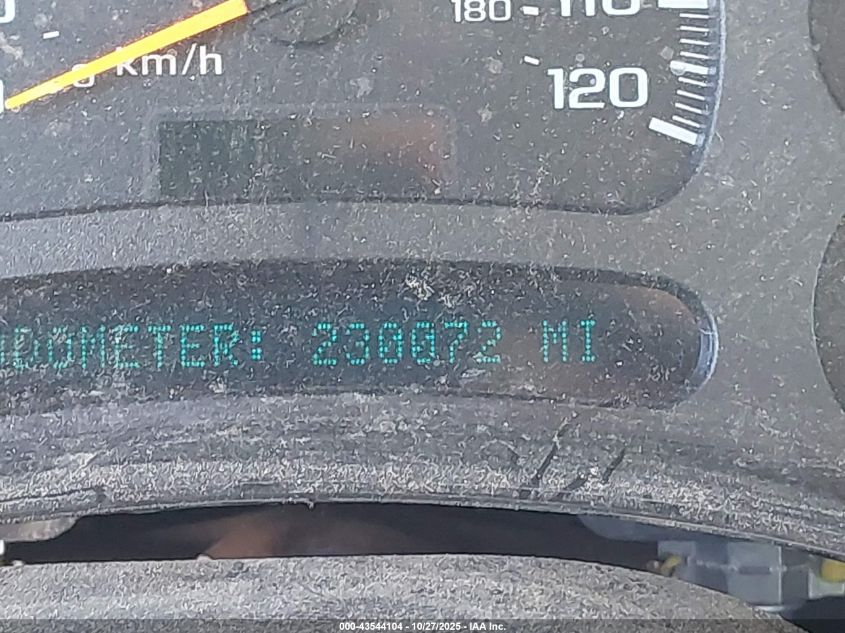 180 110
km/h
120
ODOMETER: 230072 MI
000-43544104 - 10/27/2025 - IAA Inc.